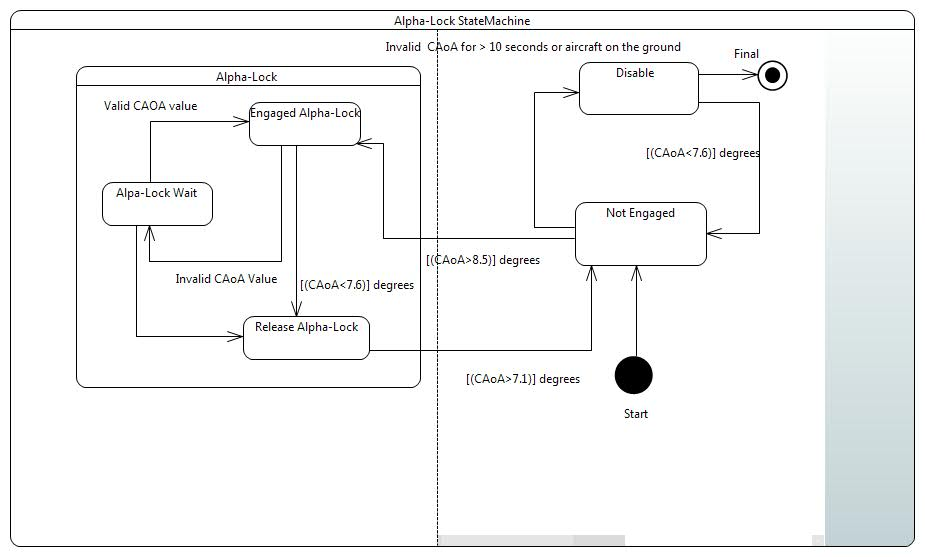 Alpha-Lock StateMachine
Invalid  CAoA for > 10 seconds or aircraft on the ground
Final
Disable
Alpha-Lock
Valid CAOA value
Engaged Alpha-Lock
[(CAoA<7.6)] degrees
Alpa-Lock Wait
Not Engaged
[(CAoA>8.5)] degrees
Invalid CAoA Value
[(CAoA<7.6)] degrees
Release Alpha-Lock
[(CAoA>7.1)] degrees
Start